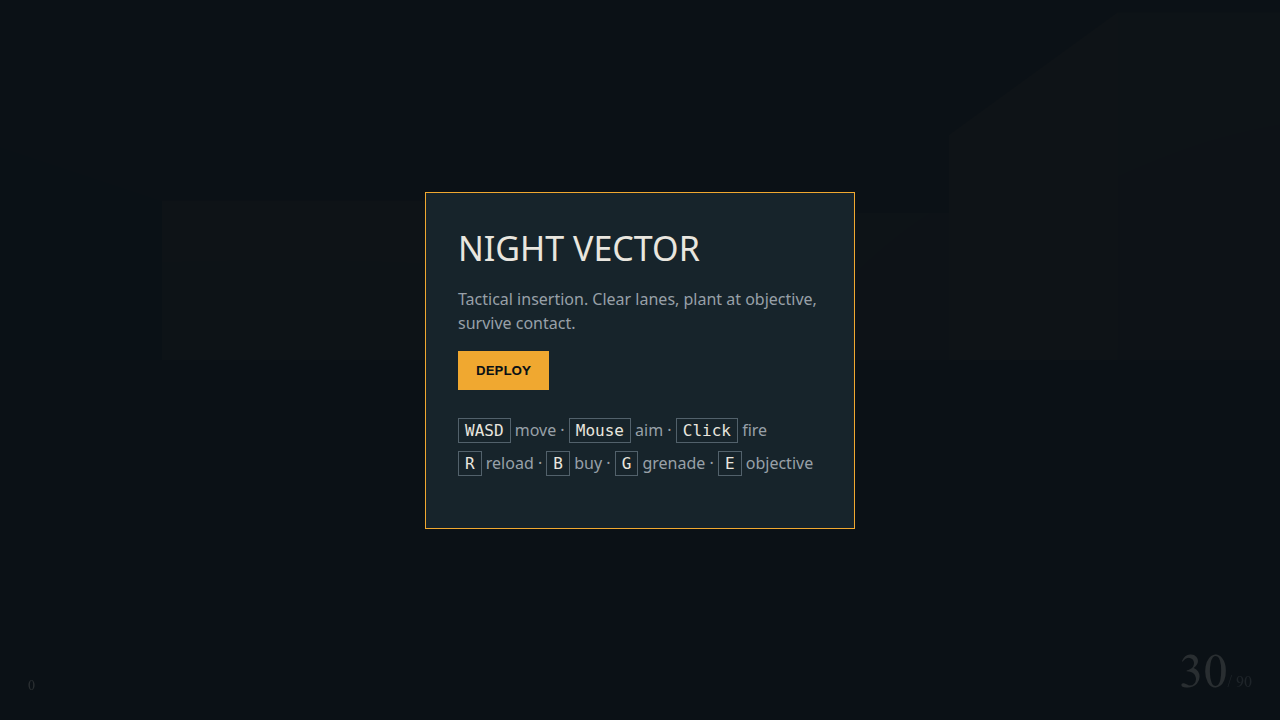 NIGHT VECTOR
Tactical insertion. Clear lanes, plant at objective,
survive contact.
DEPLOY
WASD move · Mouse aim · Click fire
R reload · B buy · G grenade · E objective
0
30 / 90